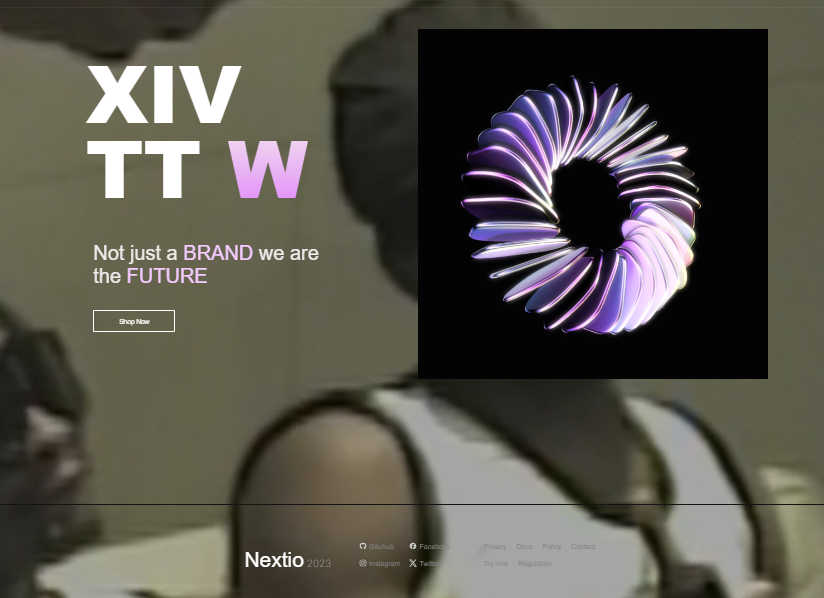 XIV
TT W
Not just a BRAND we are
the FUTURE
Shop Now
Nextio 2023
Gituhub Facebook
Instagram Twitter
Privacy Docs Policy Contact
Try now Regulation